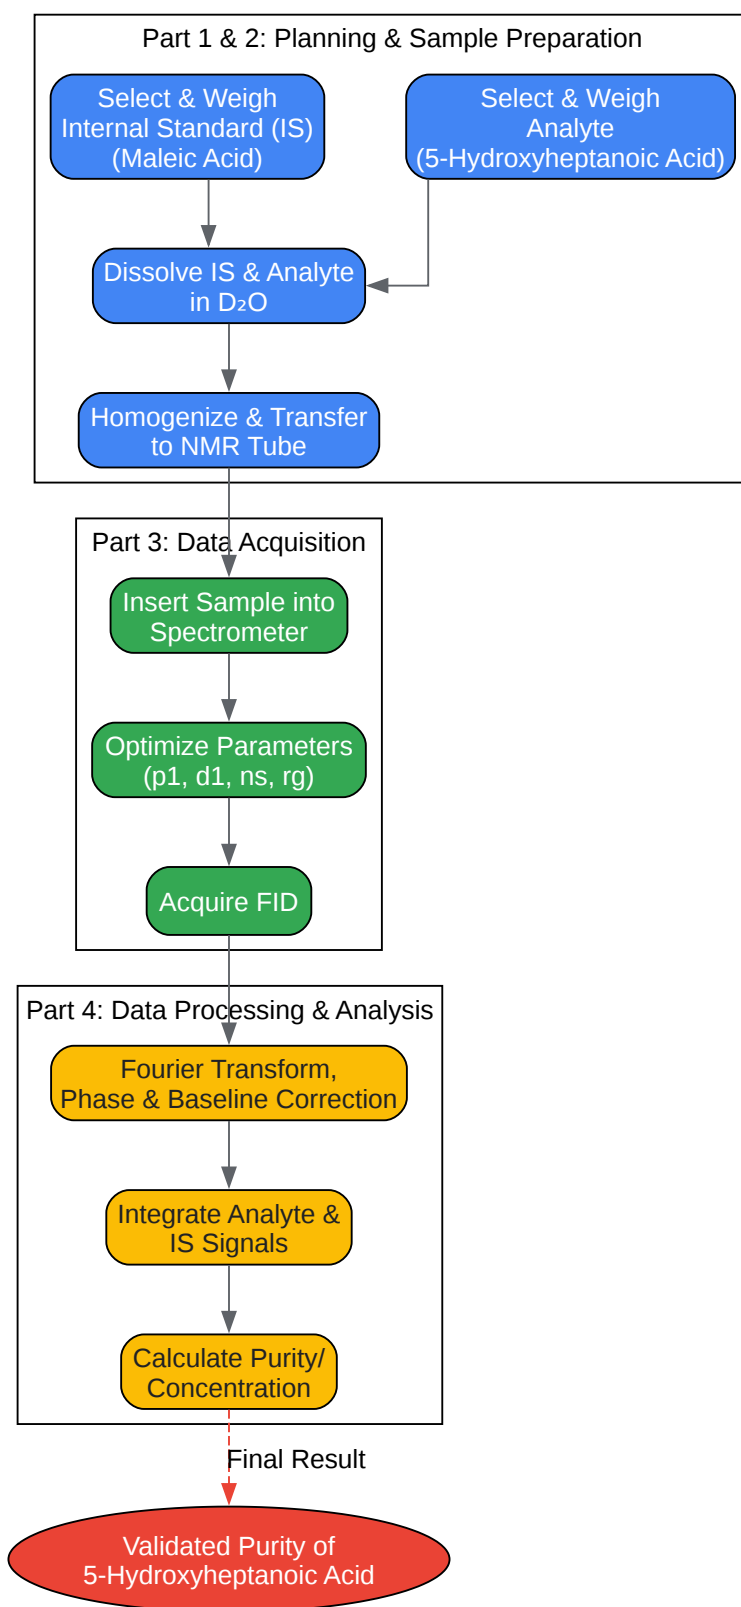 Part 1 & 2: Planning & Sample Preparation
Select & Weigh
Internal Standard (IS)
(Maleic Acid)
Select & Weigh
Analyte
(5-Hydroxyheptanoic Acid)
Dissolve IS & Analyte
in D₂O
Homogenize & Transfer
to NMR Tube
Part 3: Data Acquisition
Insert Sample into
Spectrometer
Optimize Parameters
(p1, d1, ns, rg)
Acquire FID
Part 4: Data Processing & Analysis
Fourier Transform,
Phase & Baseline Correction
Integrate Analyte &
IS Signals
Calculate Purity/
Concentration
Final Result
Validated Purity of
5-Hydroxyheptanoic Acid